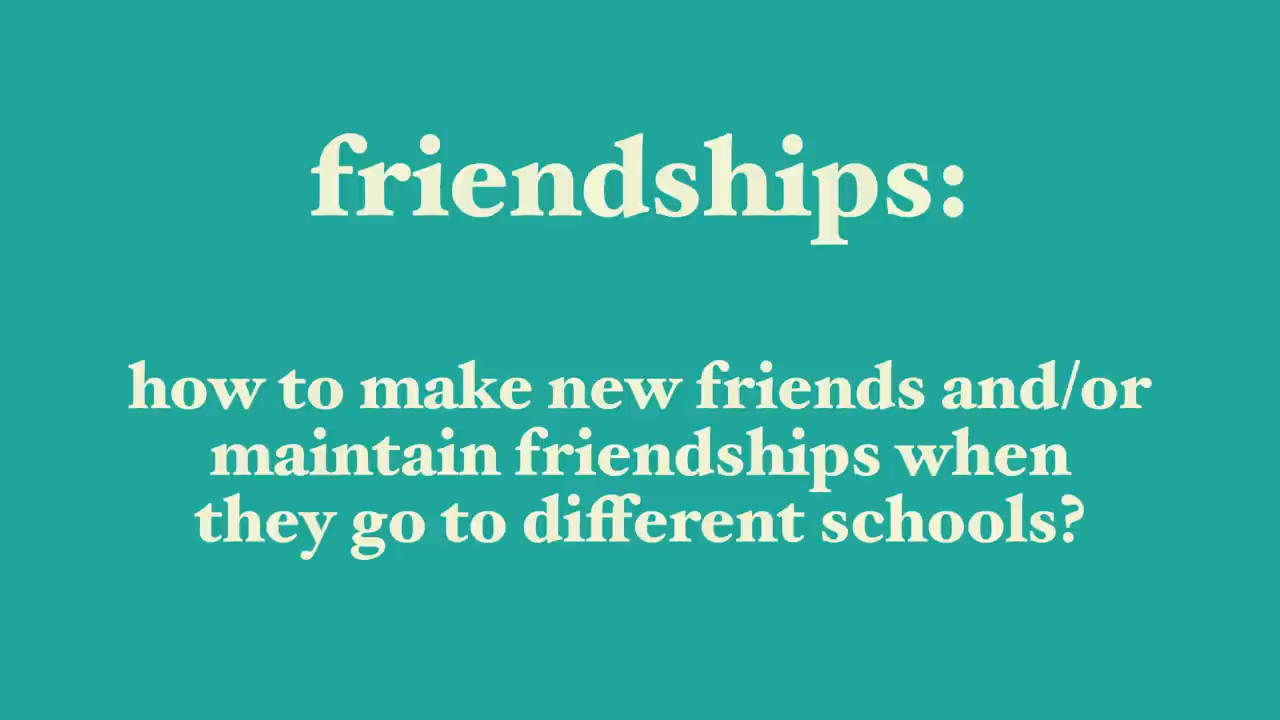 friendships:
how to make new friends and/or
maintain friendships when
they go to different schools?